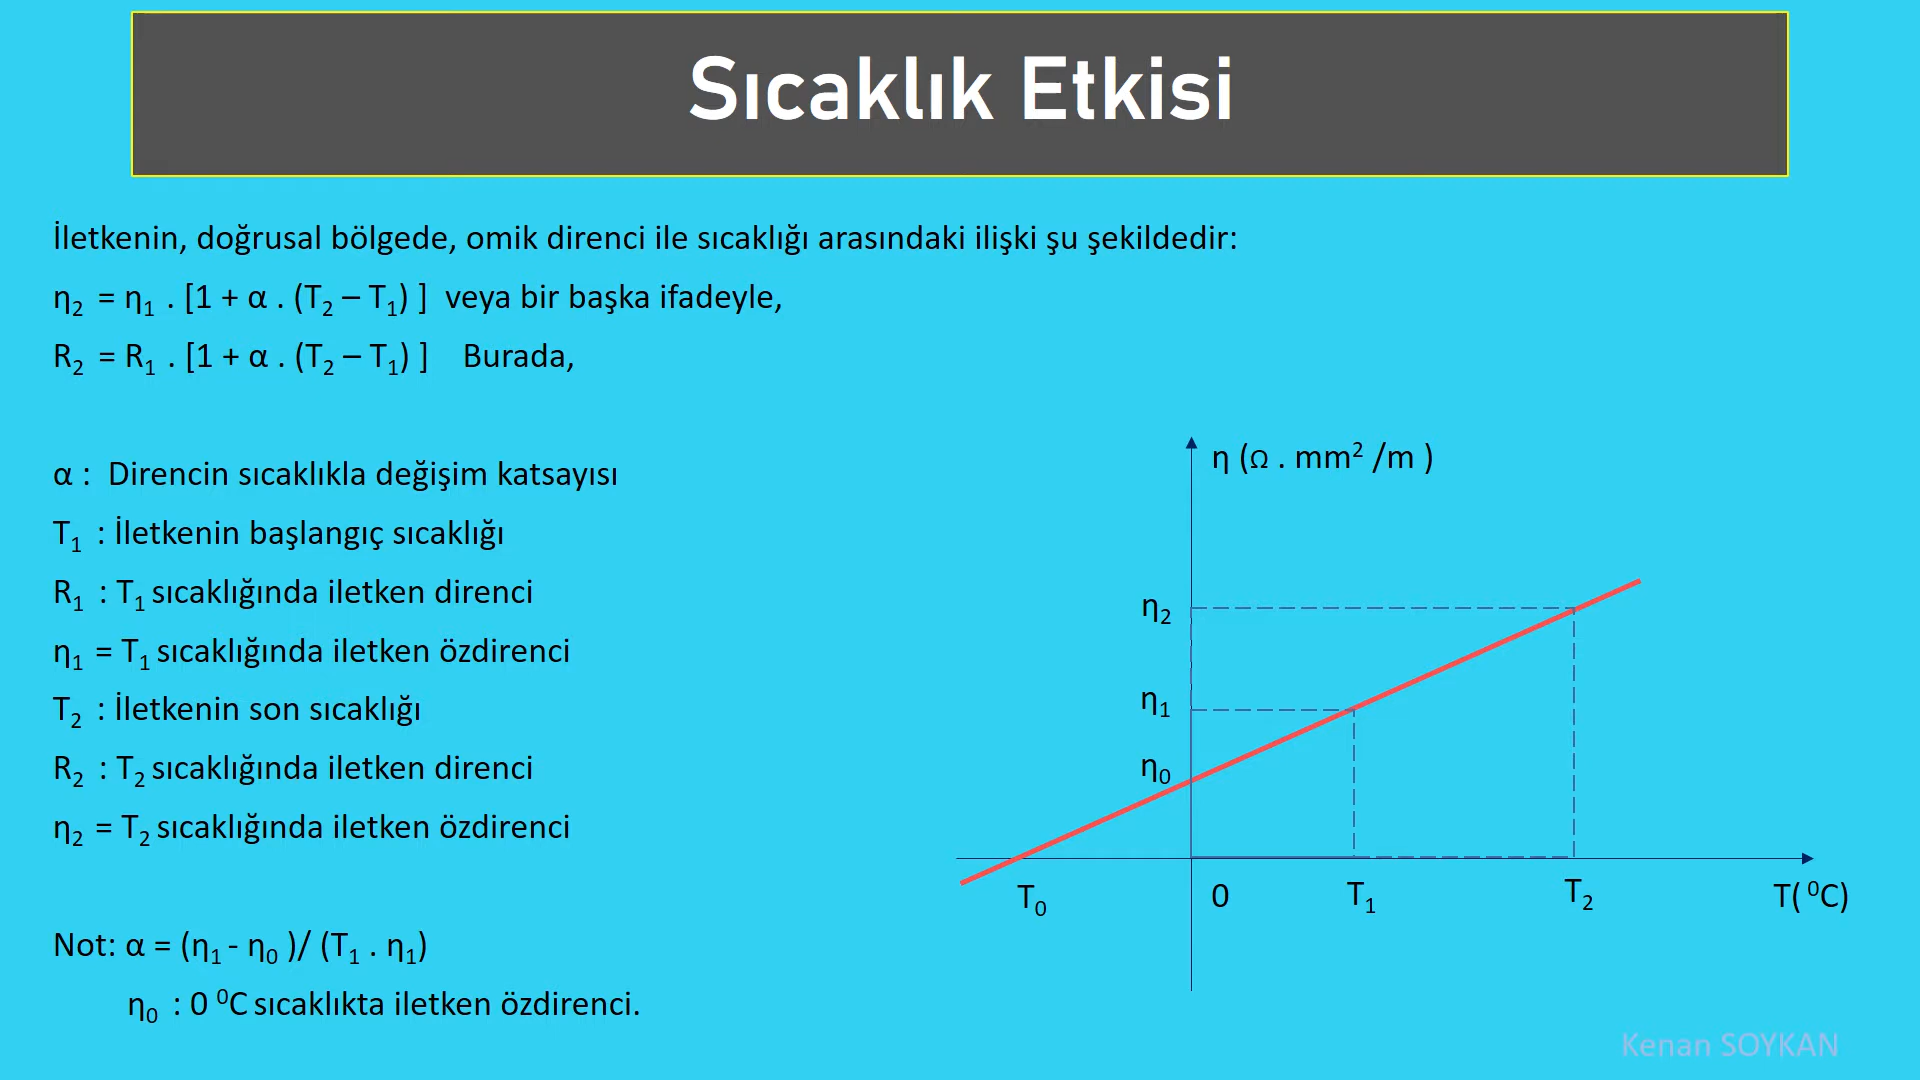 Sıcaklık Etkisi
İletkenin, doğrusal bölgede, omik direnci ile sıcaklığı arasındaki ilişki şu şekildedir:
η₂ = η₁ . [1 + α . (T₂ – T₁) ] veya bir başka ifadeyle,
R₂ = R₁ . [1 + α . (T₂ – T₁) ] Burada,
α : Direncin sıcaklıkla değişim katsayısı
T₁ : İletkenin başlangıç sıcaklığı
R₁ : T₁ sıcaklığında iletken direnci
η₁ = T₁ sıcaklığında iletken özdirenci
T₂ : İletkenin son sıcaklığı
R₂ : T₂ sıcaklığında iletken direnci
η₂ = T₂ sıcaklığında iletken özdirenci
Not: α = (η₁ - η₀ )/ (T₁ . η₁)
η₀ : 0 ⁰C sıcaklıkta iletken özdirenci.
η (Ω . mm² /m )
η₂
η₁
η₀
T₀
0
T₁
T₂
T( ⁰C)
Kenan SOYKAN